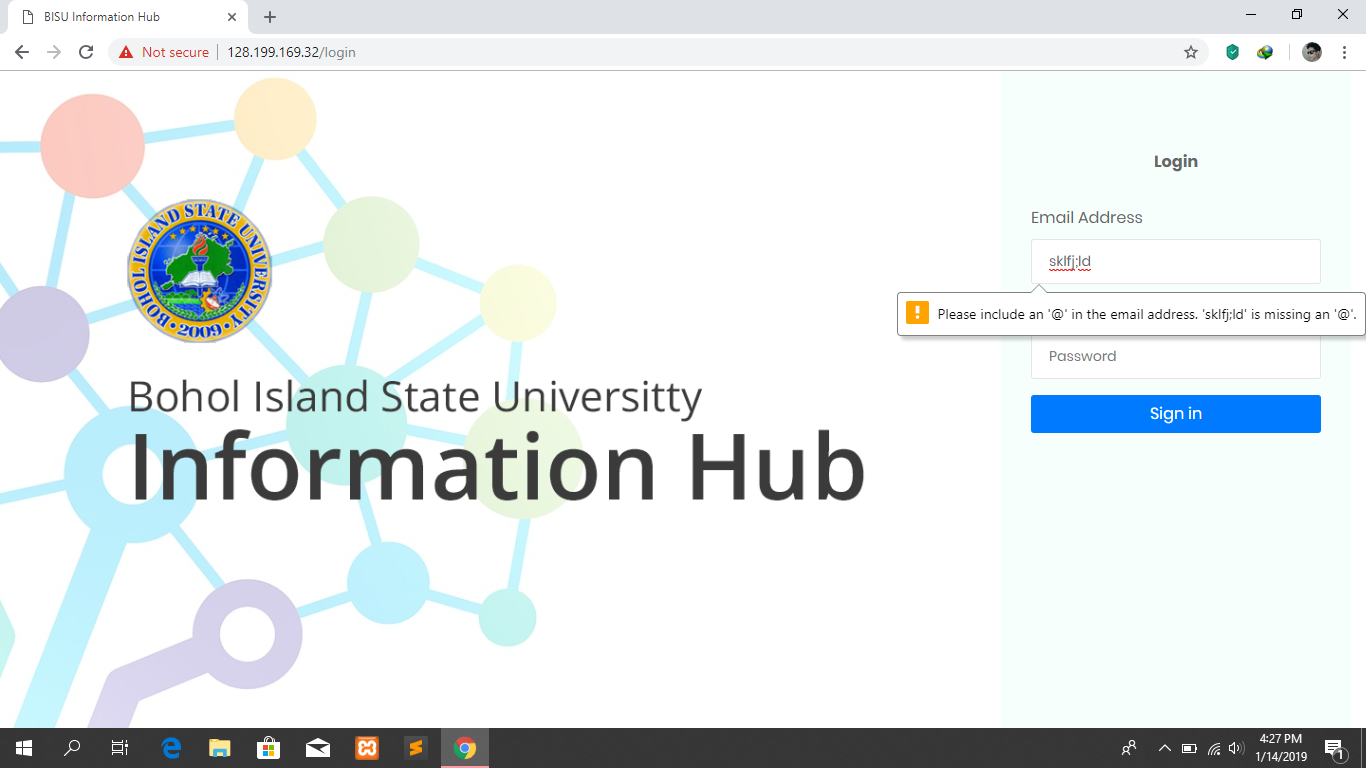 BISU Information Hub
Not secure
128.199.169.32/login
BOHOL ISLAND STATE UNIVERSITY
• 2009 •
Bohol Island State Universitty
Information Hub
Login
Email Address
sklfj;ld
Please include an '@' in the email address. 'sklfj;ld' is missing an '@'.
Password
Sign in
4:27 PM
1/14/2019
1